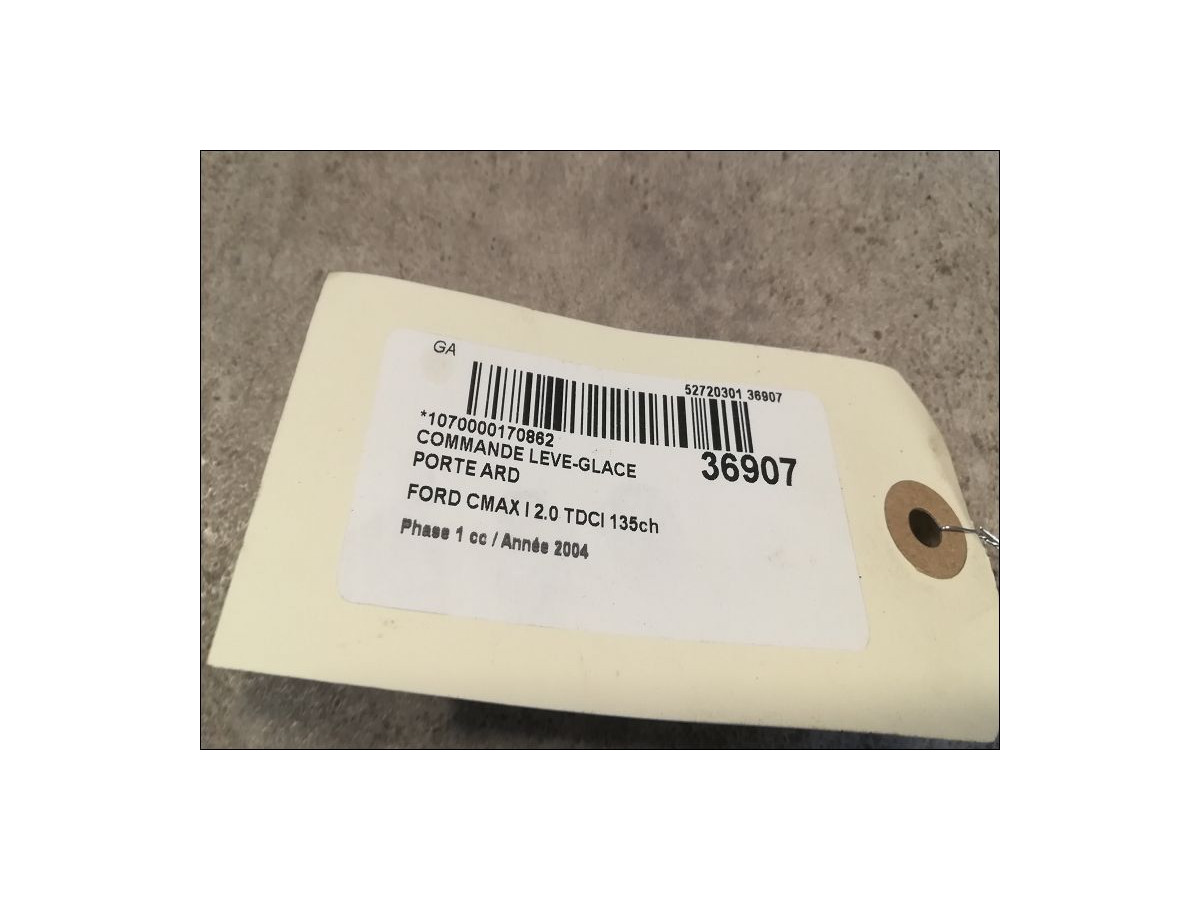 GA
52720301 36907
*1070000170862
COMMANDE LEVE-GLACE
PORTE ARD
36907
FORD CMAX I 2.0 TDCI 135ch
Phase 1 cc / Année 2004